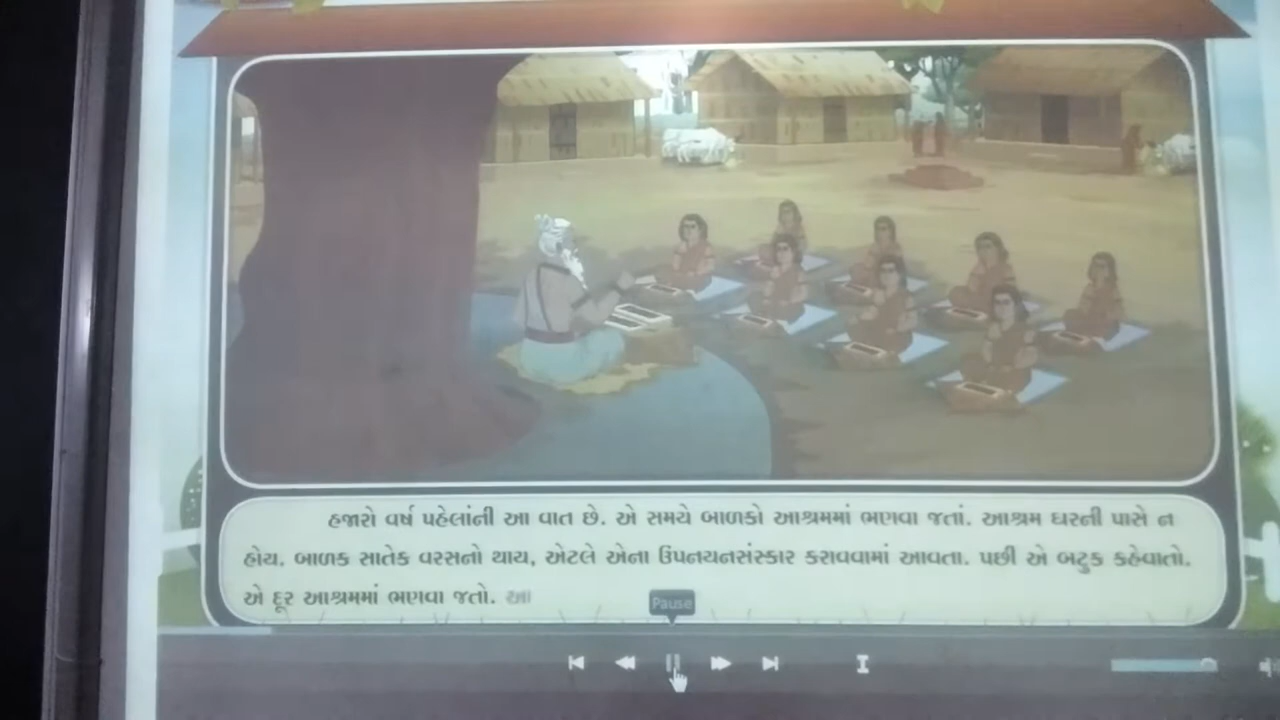 હજારો વર્ષ પહેલાંની આ વાત છે. એ સમયે બાળકો આશ્રમમાં ભણવા જતાં. આશ્રમ ઘરની પાસે ન
હોય. બાળક સાતેક વરસનો થાય, એટલે એના ઉપનયનસંસ્કાર કરાવવામાં આવતા. પછી એ બટુક કહેવાતો.
એ દૂર આશ્રમમાં ભણવા જતો. આ
Pause